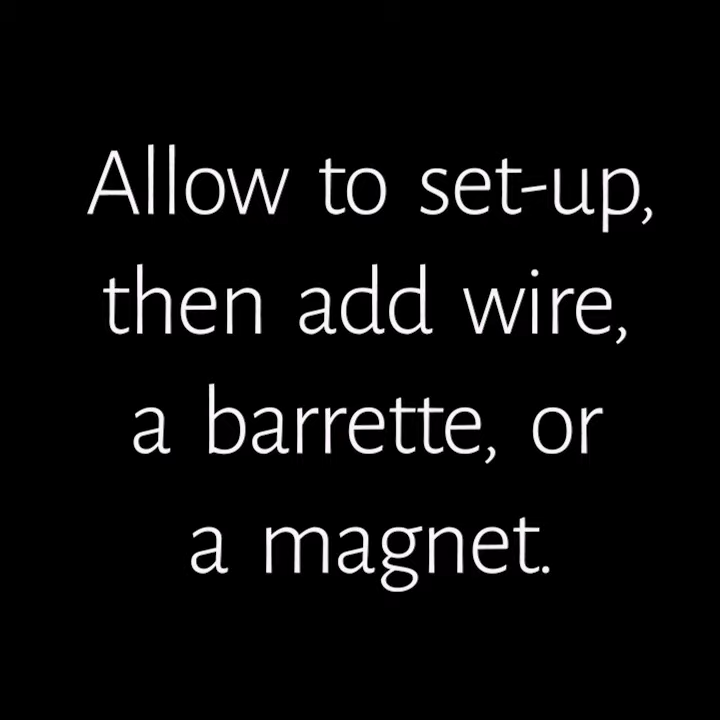 Allow to set-up,
then add wire,
a barrette, or
a magnet.